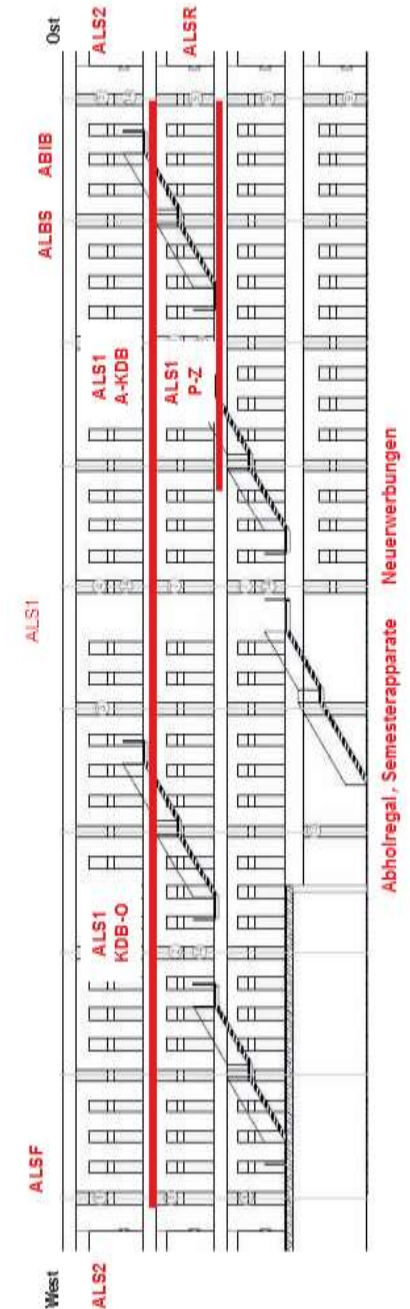 West
Ost
ALS2
ALSF
ALS1
KDB-O
ALS1
ALS1
A-KDB
ALBS
ABIB
ALS2
ALS1
P-Z
ALSR
Abholregal, Semesterapparate
Neuerwerbungen